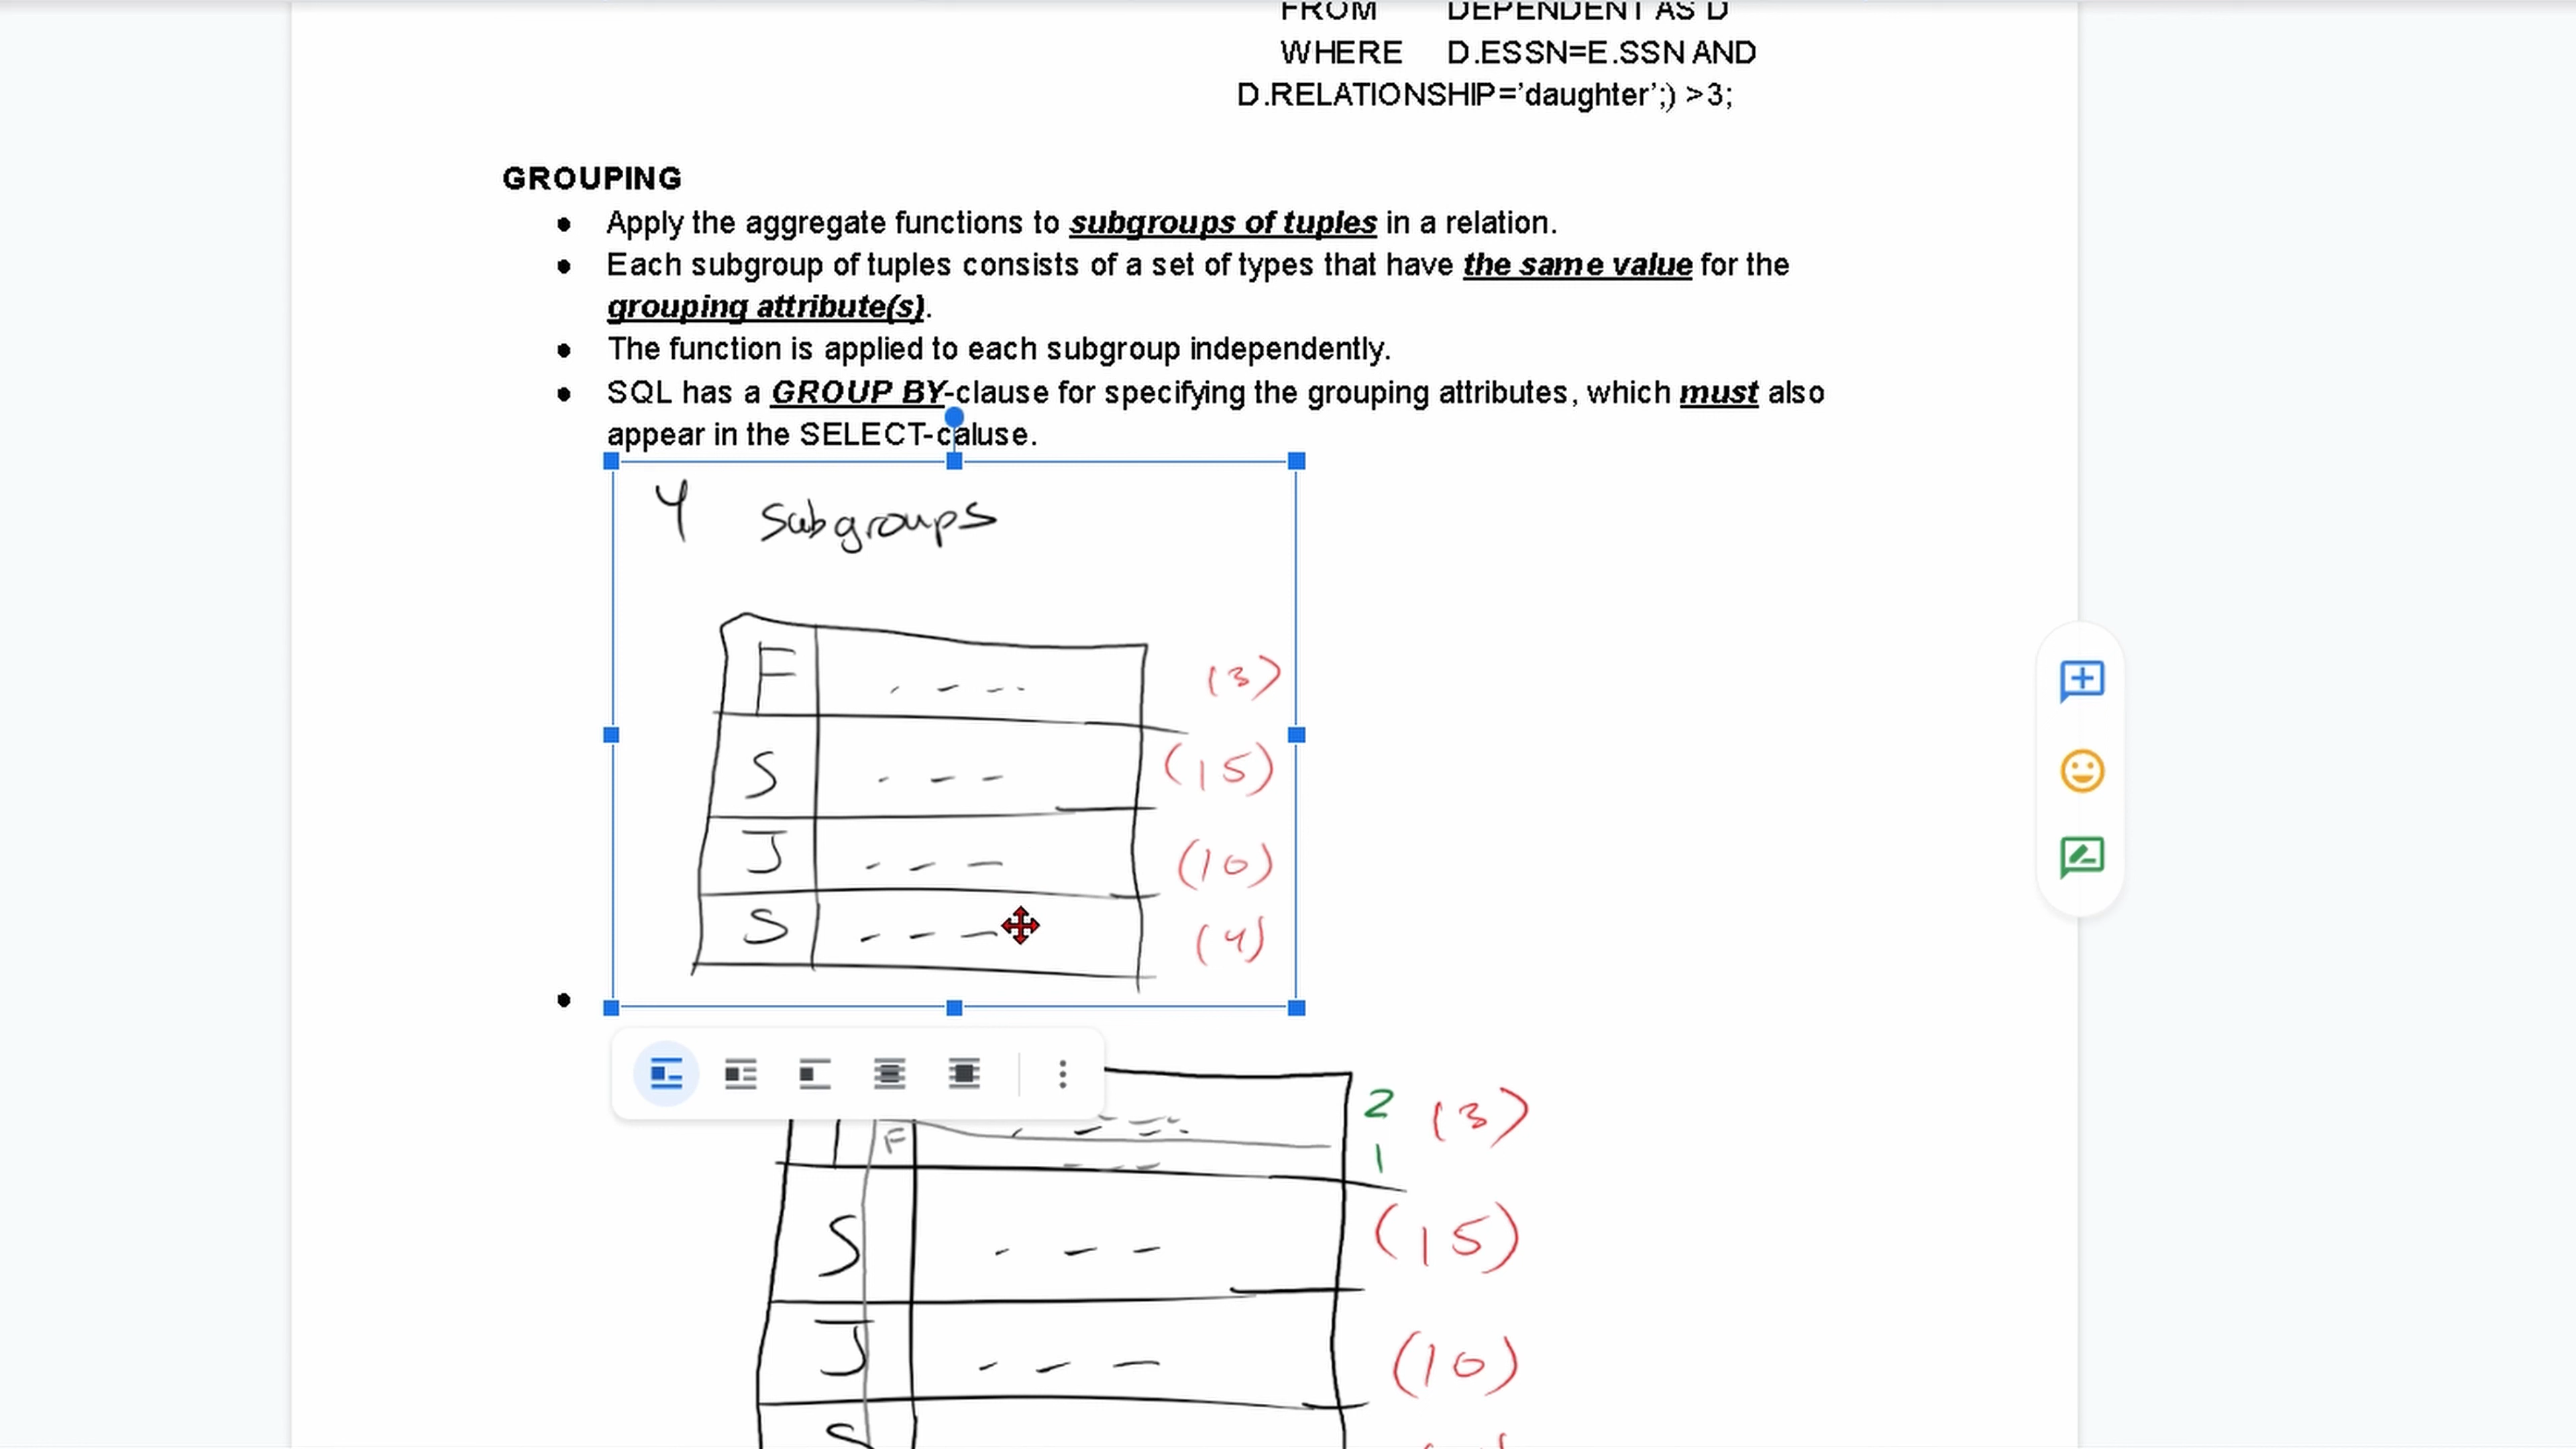 FROM DEPENDENT AS D
WHERE D.ESSN=E.SSN AND
D.RELATIONSHIP=’daughter’;) >3;
GROUPING
● Apply the aggregate functions to subgroups of tuples in a relation.
● Each subgroup of tuples consists of a set of types that have the same value for the
grouping attribute(s).
● The function is applied to each subgroup independently.
● SQL has a GROUP BY-clause for specifying the grouping attributes, which must also
appear in the SELECT-caluse.
4 Subgroups
F - - - - (3)
S - - - (15)
J - - - (10)
S - - - (4)
●
2 (3)
F
1
S - - - (15)
J - - - (10)
S